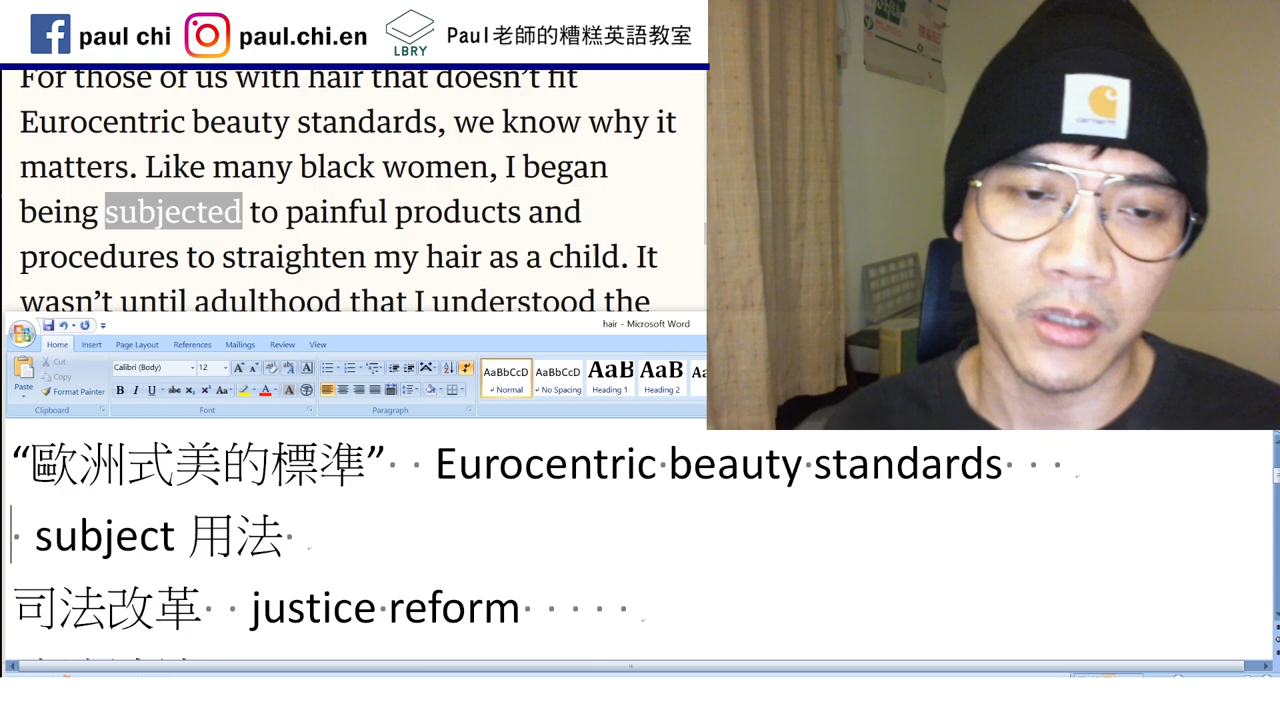 paul chi paul.chi.en LBRY Paul老師的糟糕英語教室
For those of us with hair that doesn't fit
Eurocentric beauty standards, we know why it
matters. Like many black women, I began
being subjected to painful products and
procedures to straighten my hair as a child. It
wasn't until adulthood that I understood the
hair - Microsoft Word
Home Insert Page Layout References Mailings Review View
Paste
Cut
Copy
Format Painter
Calibri (Body) 12
AaBbCcD AaBbCcD AaB AaB
Normal No Spacing Heading 1 Heading 2
Clipboard Font Paragraph
carhartt
“歐洲式美的標準” Eurocentric beauty standards
subject 用法
司法改革 justice reform